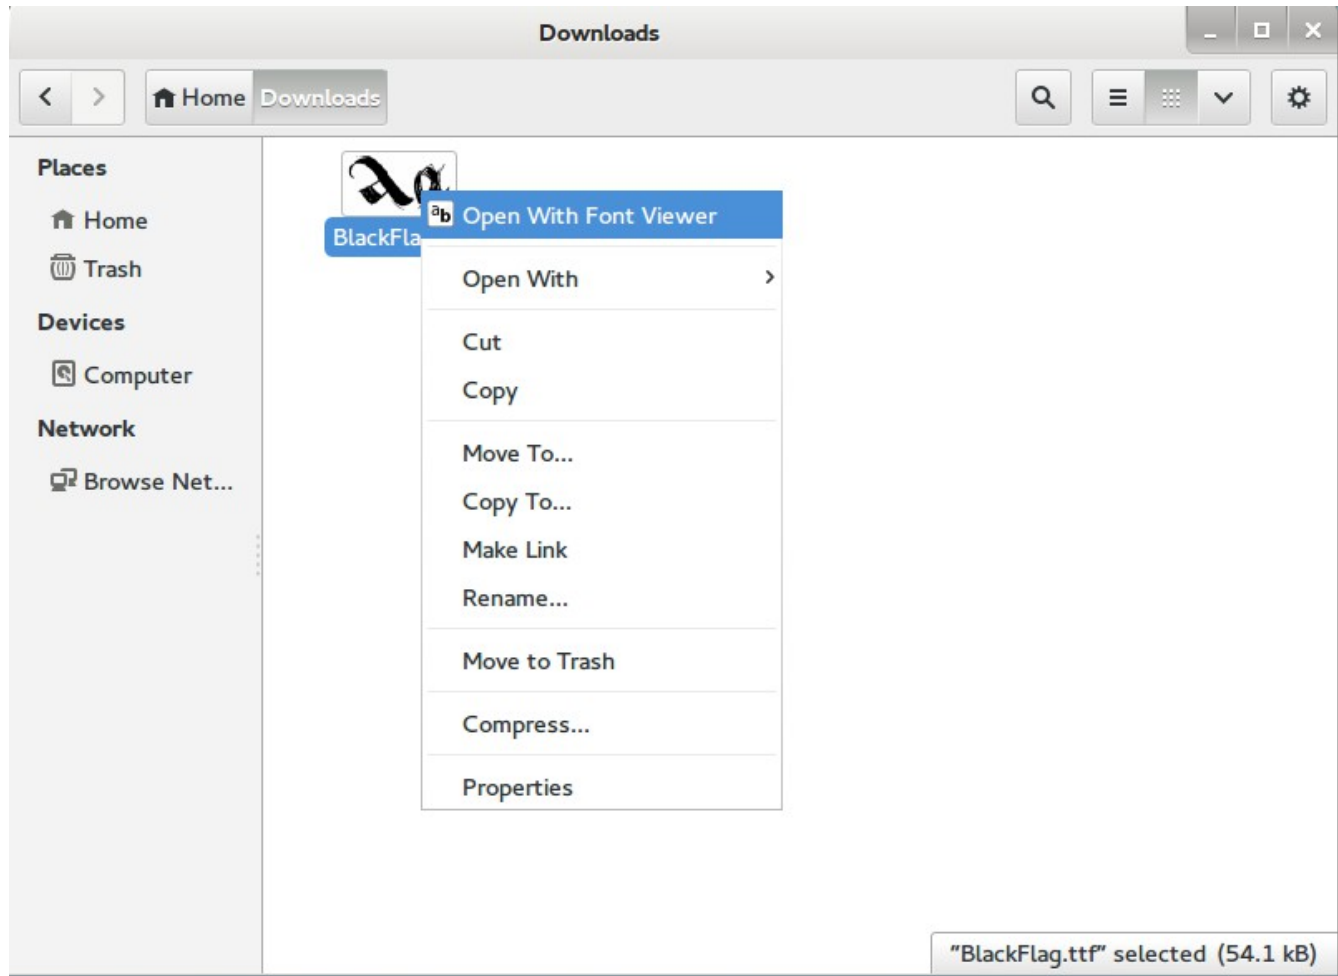 Downloads
Home Downloads
Places
Home
Trash
Devices
Computer
Network
Browse Net...
Aa
BlackFla
ab Open With Font Viewer
Open With
Cut
Copy
Move To...
Copy To...
Make Link
Rename...
Move to Trash
Compress...
Properties
"BlackFlag.ttf" selected (54.1 kB)